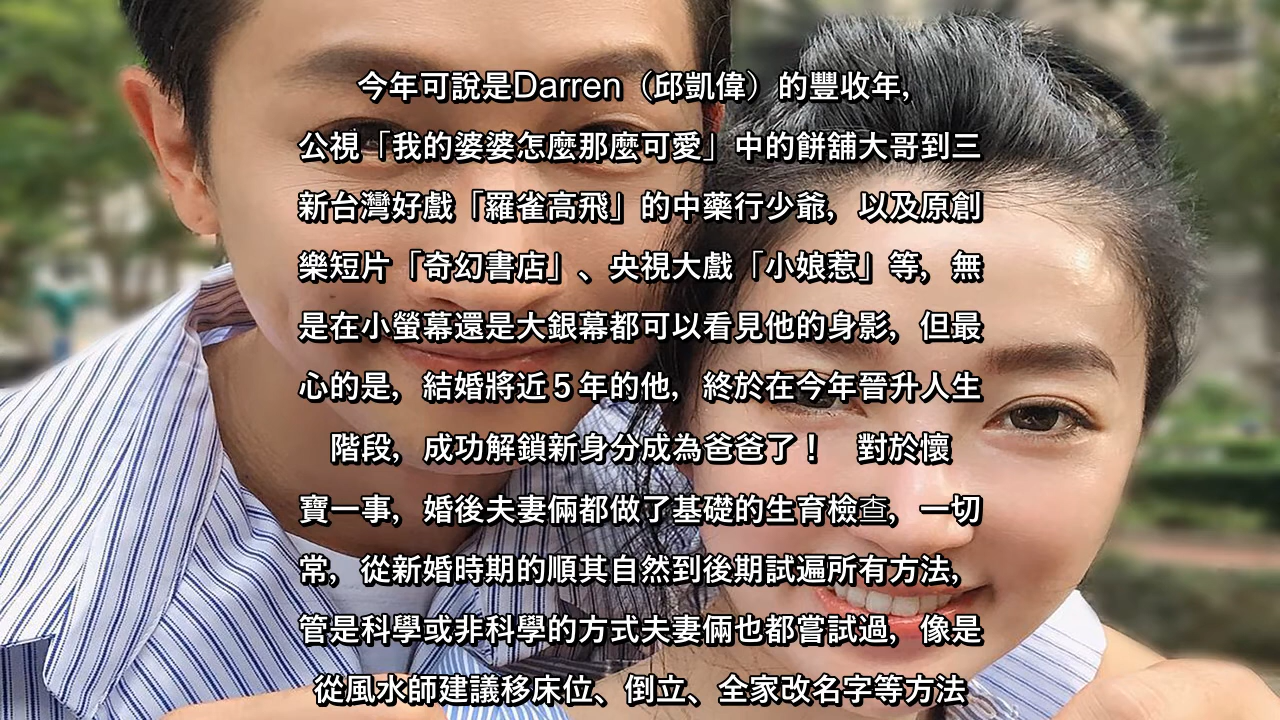 今年可說是Darren（邱凱偉）的豐收年，
公視「我的婆婆怎麼那麼可愛」中的餅舖大哥到三
新台灣好戲「羅雀高飛」的中藥行少爺，以及原創
樂短片「奇幻書店」、央視大戲「小娘惹」等，無
是在小螢幕還是大銀幕都可以看見他的身影，但最
心的是，結婚將近５年的他，終於在今年晉升人生
階段，成功解鎖新身分成為爸爸了！　對於懷
寶一事，婚後夫妻倆都做了基礎的生育檢查，一切
常，從新婚時期的順其自然到後期試遍所有方法，
管是科學或非科學的方式夫妻倆也都嘗試過，像是
從風水師建議移床位、倒立、全家改名字等方法